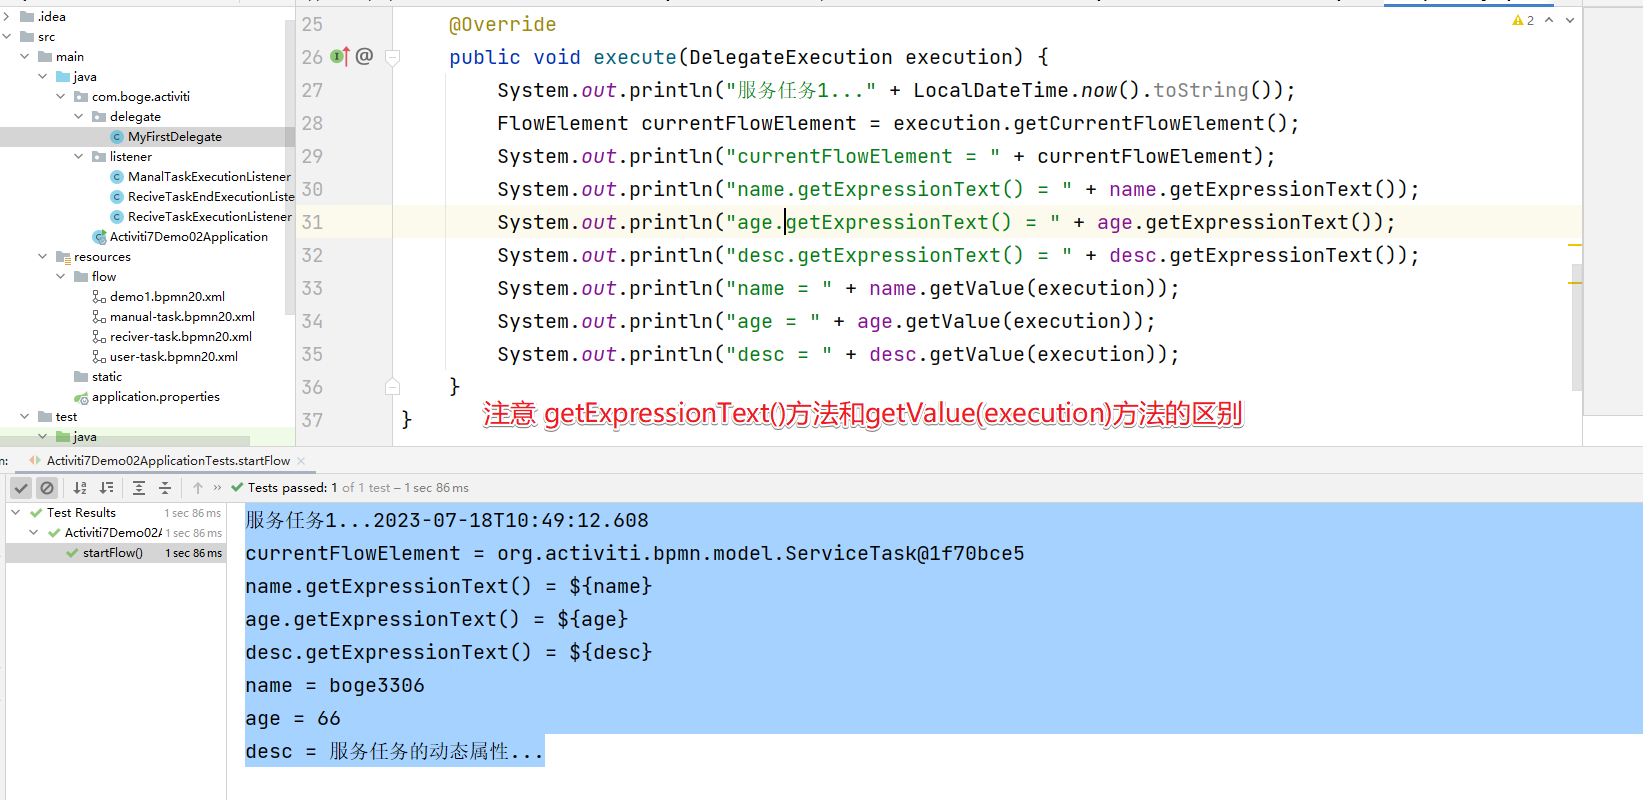 .idea
src
main
java
com.boge.activiti
delegate
MyFirstDelegate
listener
ManalTaskExecutionListener
ReciveTaskEndExecutionListe
ReciveTaskExecutionListener
Activiti7Demo02Application
resources
flow
demo1.bpmn20.xml
manual-task.bpmn20.xml
reciver-task.bpmn20.xml
user-task.bpmn20.xml
static
application.properties
test
java
2
25 @Override
26 @ public void execute(DelegateExecution execution) {
27 System.out.println("服务任务1..." + LocalDateTime.now().toString());
28 FlowElement currentFlowElement = execution.getCurrentFlowElement();
29 System.out.println("currentFlowElement = " + currentFlowElement);
30 System.out.println("name.getExpressionText() = " + name.getExpressionText());
31 System.out.println("age.getExpressionText() = " + age.getExpressionText());
32 System.out.println("desc.getExpressionText() = " + desc.getExpressionText());
33 System.out.println("name = " + name.getValue(execution));
34 System.out.println("age = " + age.getValue(execution));
35 System.out.println("desc = " + desc.getValue(execution));
36 }
37 }
注意 getExpressionText()方法和getValue(execution)方法的区别
n: Activiti7Demo02ApplicationTests.startFlow
» Tests passed: 1 of 1 test – 1 sec 86 ms
Test Results 1 sec 86 ms
Activiti7Demo02A 1 sec 86 ms
startFlow() 1 sec 86 ms
服务任务1...2023-07-18T10:49:12.608
currentFlowElement = org.activiti.bpmn.model.ServiceTask@1f70bce5
name.getExpressionText() = ${name}
age.getExpressionText() = ${age}
desc.getExpressionText() = ${desc}
name = boge3306
age = 66
desc = 服务任务的动态属性...